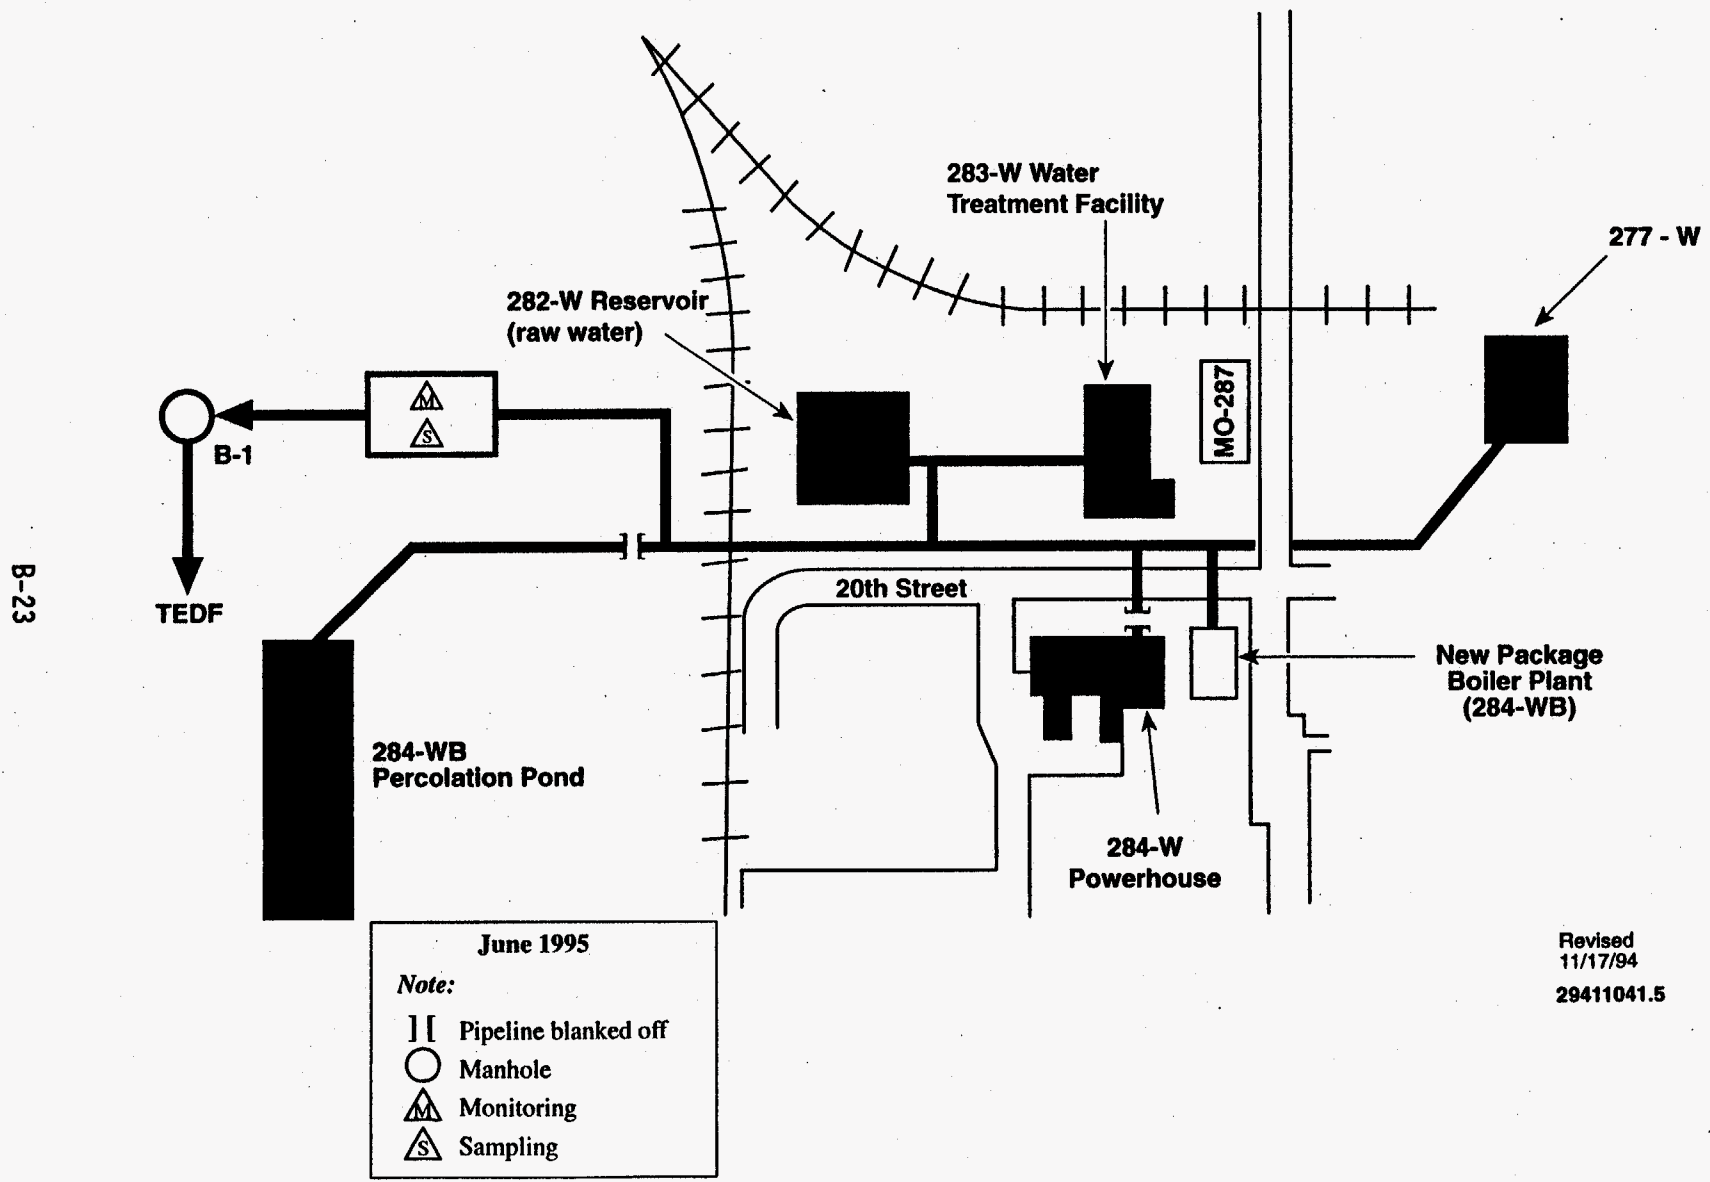 283-W Water
Treatment Facility
277 - W
282-W Reservoir
(raw water)
MO-287
M
S
B-1
B-23
TEDF
20th Street
New Package
Boiler Plant
(284-WB)
284-WB
Percolation Pond
284-W
Powerhouse
June 1995
Note:
][ Pipeline blanked off
Manhole
M Monitoring
S Sampling
Revised
11/17/94
29411041.5